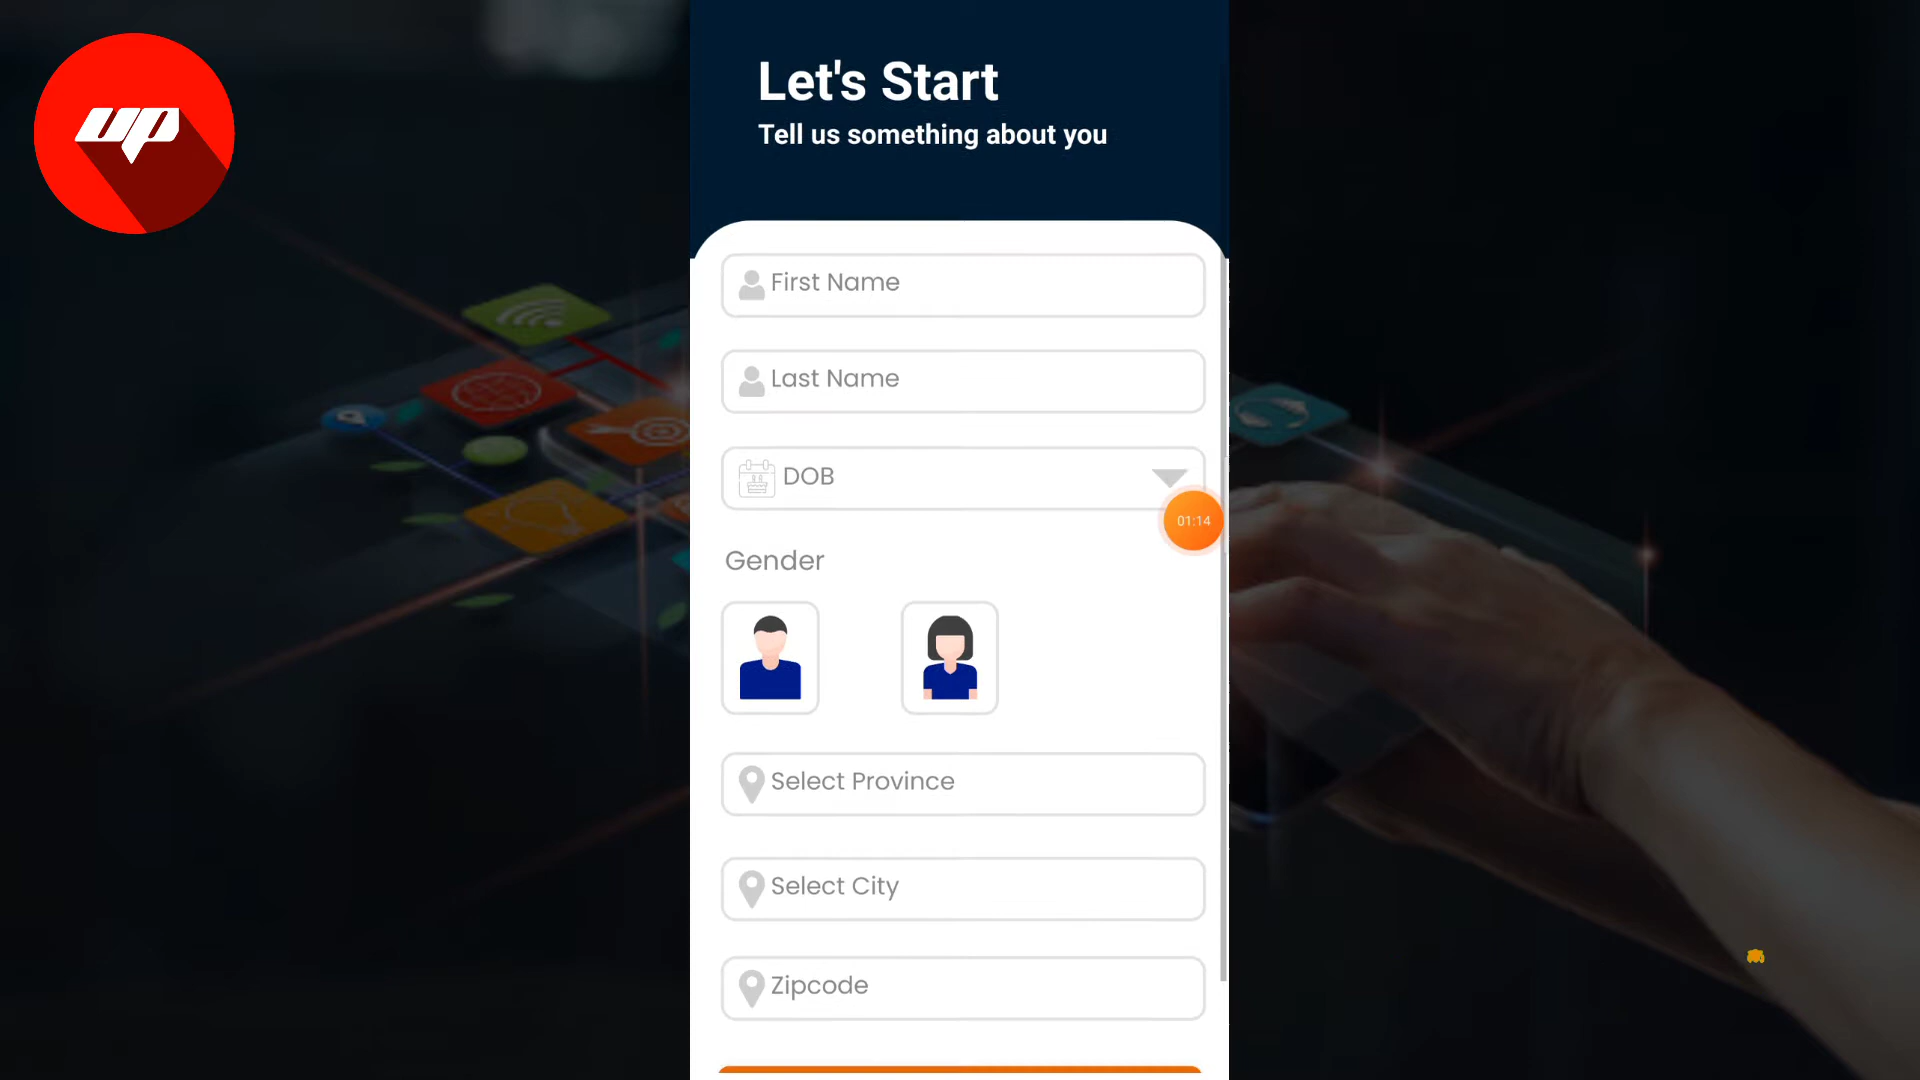 up
Let's Start
Tell us something about you
First Name
Last Name
DOB
01:14
Gender
Select Province
Select City
Zipcode